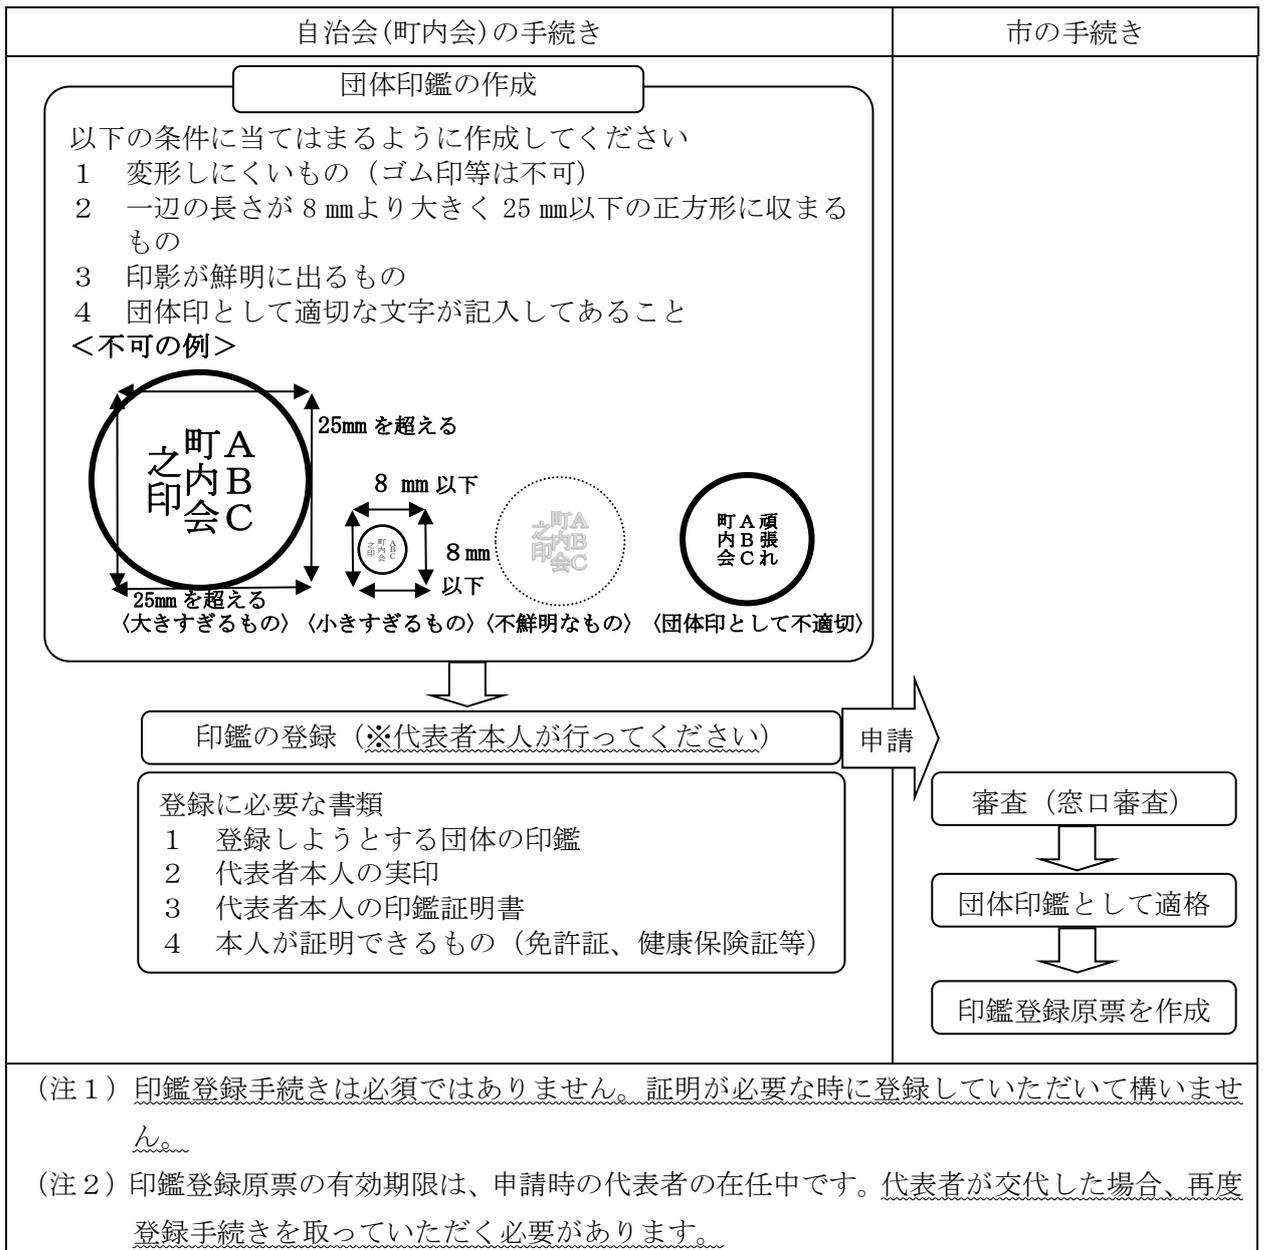 自治会(町内会)の手続き
市の手続き
団体印鑑の作成
以下の条件に当てはまるように作成してください
1 変形しにくいもの（ゴム印等は不可）
2 一辺の長さが 8 ㎜より大きく 25 ㎜以下の正方形に収まる
もの
3 印影が鮮明に出るもの
4 団体印として適切な文字が記入してあること
＜不可の例＞
ＡＢＣ
町内会
之印
25mm を超える
25mm を超える
〈大きすぎるもの〉
8 mm 以下
ＡＢＣ
町内会
之印
8 mm
以下
〈小さすぎるもの〉
ＡＢＣ
町内会
之印
〈不鮮明なもの〉
頑張れ
ＡＢＣ
町内会
〈団体印として不適切〉
印鑑の登録（※代表者本人が行ってください）
申請
登録に必要な書類
1 登録しようとする団体の印鑑
2 代表者本人の実印
3 代表者本人の印鑑証明書
4 本人が証明できるもの（免許証、健康保険証等）
審査（窓口審査）
団体印鑑として適格
印鑑登録原票を作成
（注１）印鑑登録手続きは必須ではありません。証明が必要な時に登録していただいて構いませ
ん。
（注２）印鑑登録原票の有効期限は、申請時の代表者の在任中です。代表者が交代した場合、再度
登録手続きを取っていただく必要があります。